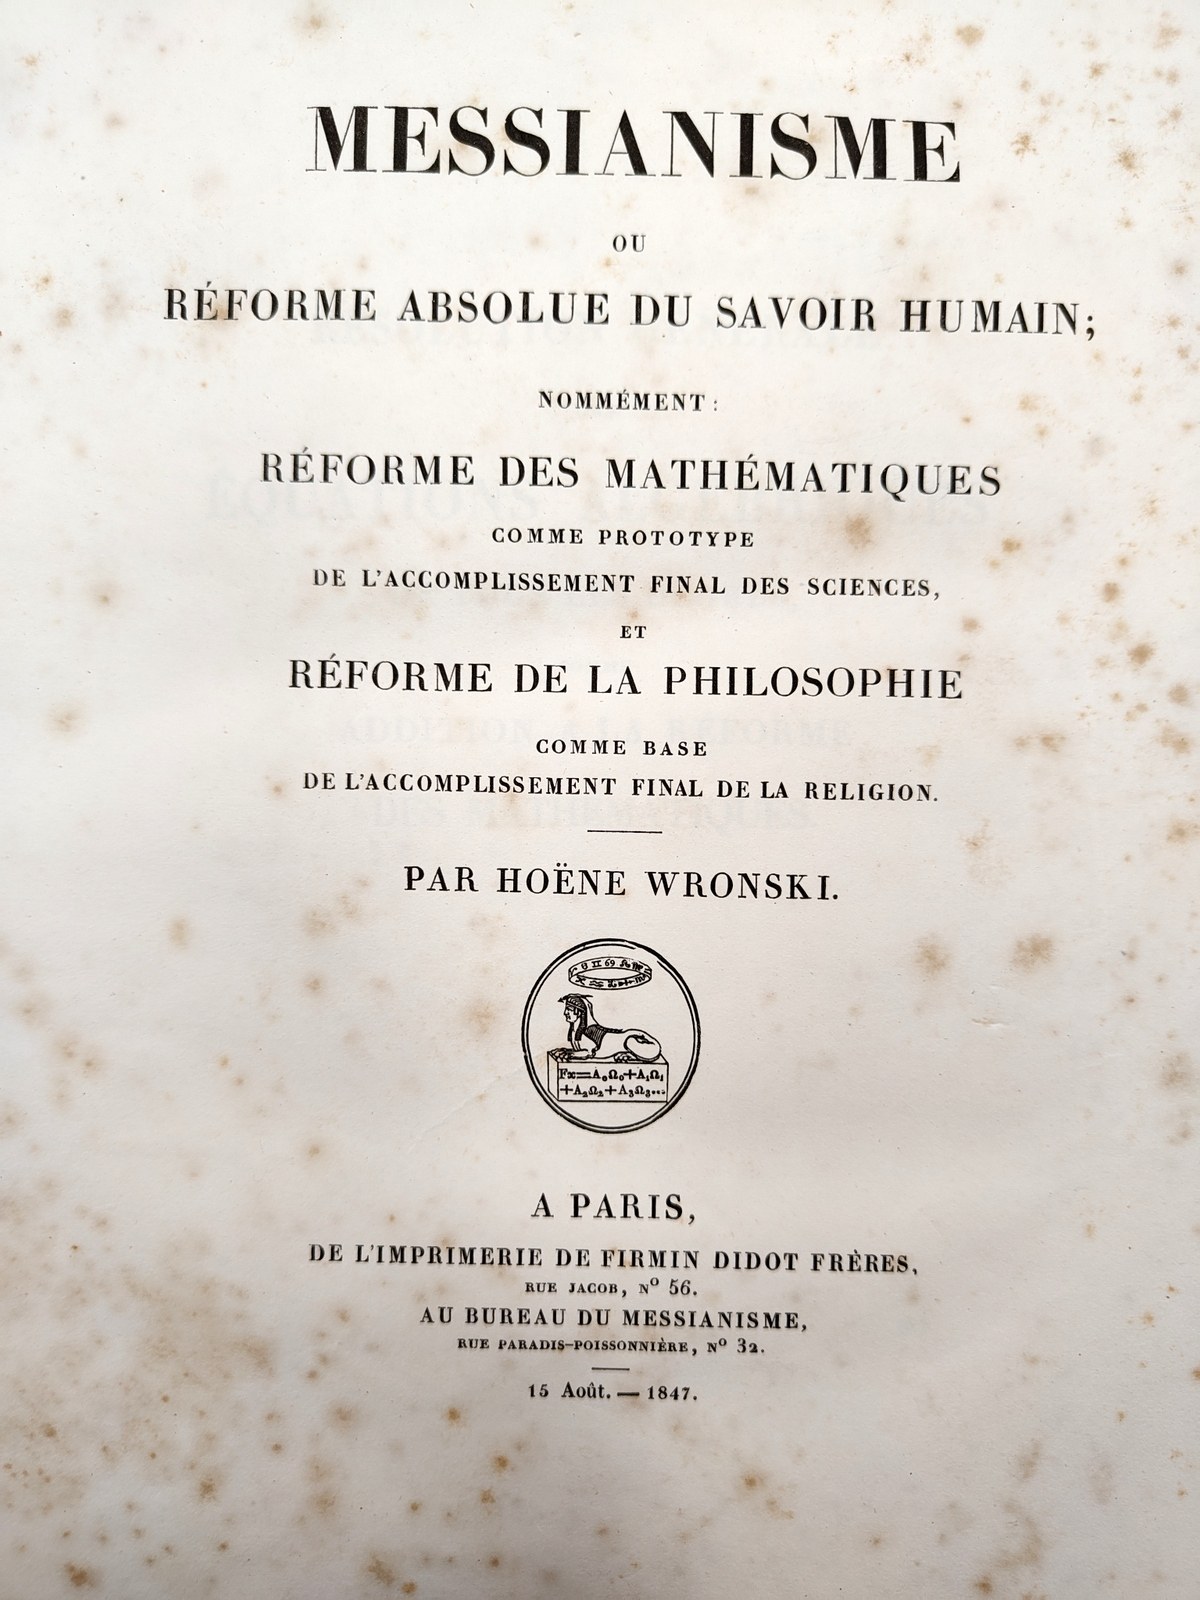 MESSIANISME
OU
RÉFORME ABSOLUE DU SAVOIR HUMAIN;
NOMMÉMENT:
RÉFORME DES MATHÉMATIQUES
COMME PROTOTYPE
DE L'ACCOMPLISSEMENT FINAL DES SCIENCES,
ET
RÉFORME DE LA PHILOSOPHIE
COMME BASE
DE L'ACCOMPLISSEMENT FINAL DE LA RELIGION.
PAR HOËNE WRONSKI.
Fx=A₀Ω₀+A₁Ω₁
+A₂Ω₂+A₃Ω₃...
A PARIS,
DE L'IMPRIMERIE DE FIRMIN DIDOT FRÈRES,
RUE JACOB, Nº 56.
AU BUREAU DU MESSIANISME,
RUE PARADIS-POISSONNIÈRE, Nº 32.
15 Août. — 1847.